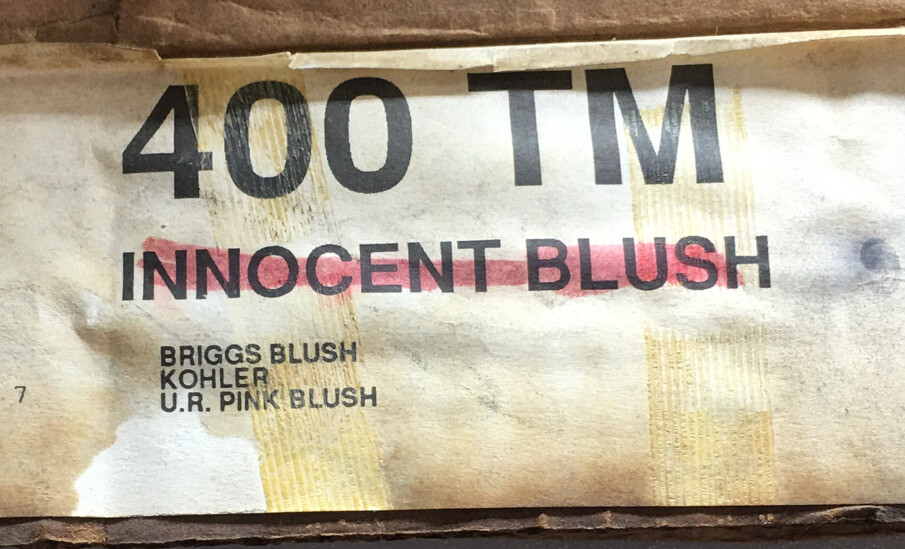 400 TM
INNOCENT BLUSH
BRIGGS BLUSH
KOHLER
U.R. PINK BLUSH
7